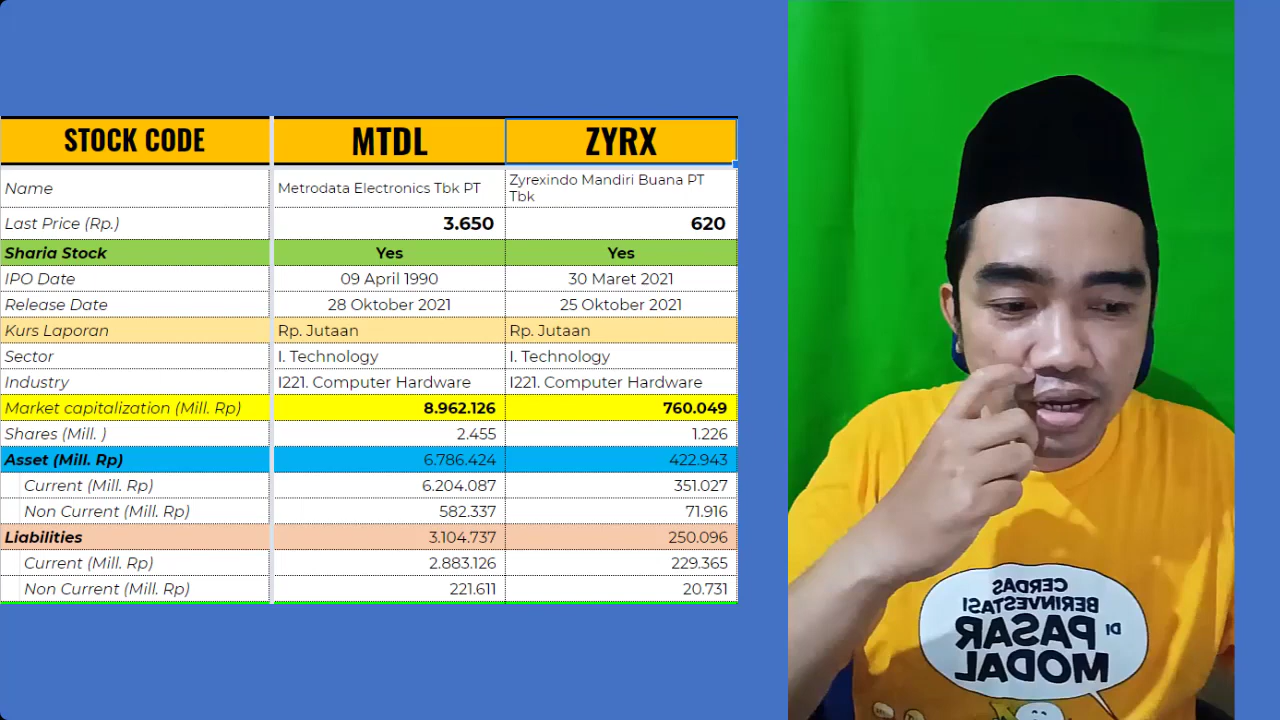 STOCK CODE MTDL ZYRX
Name Metrodata Electronics Tbk PT Zyrexindo Mandiri Buana PT
Tbk
Last Price (Rp.) 3.650 620
Sharia Stock Yes Yes
IPO Date 09 April 1990 30 Maret 2021
Release Date 28 Oktober 2021 25 Oktober 2021
Kurs Laporan Rp. Jutaan Rp. Jutaan
Sector I. Technology I. Technology
Industry I221. Computer Hardware I221. Computer Hardware
Market capitalization (Mill. Rp) 8.962.126 760.049
Shares (Mill. ) 2.455 1.226
Asset (Mill. Rp) 6.786.424 422.943
Current (Mill. Rp) 6.204.087 351.027
Non Current (Mill. Rp) 582.337 71.916
Liabilities 3.104.737 250.096
Current (Mill. Rp) 2.883.126 229.365
Non Current (Mill. Rp) 221.611 20.731
CERDAS
BERINVESTASI
DI PASAR
MODAL